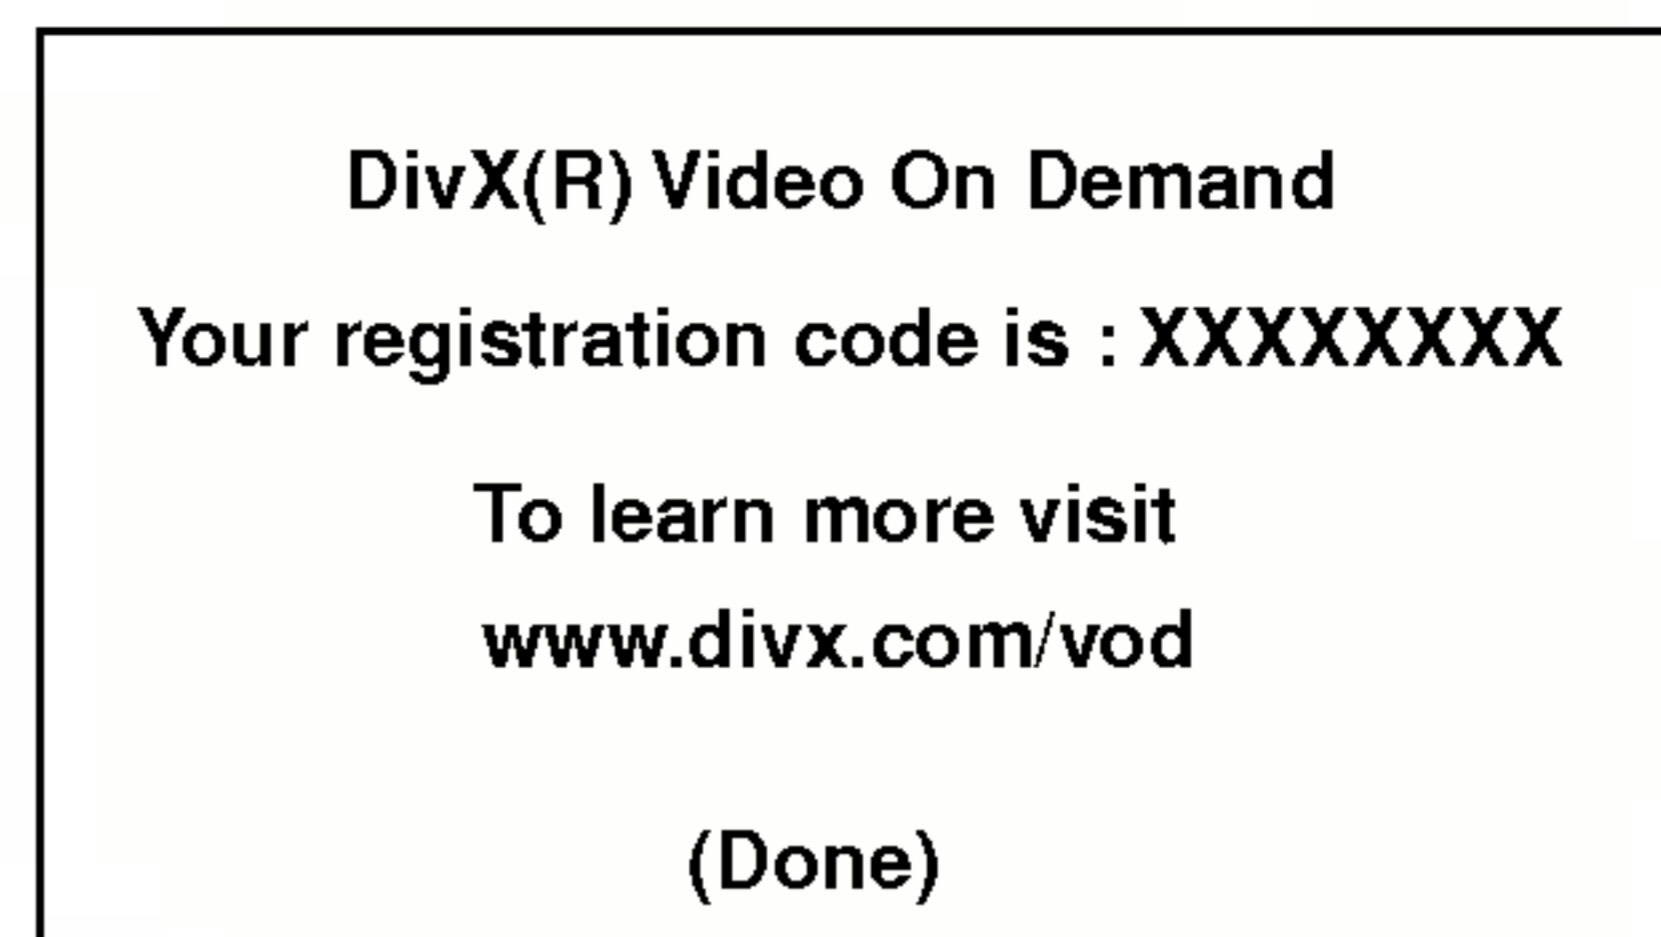 DivX(R) Video On Demand
Your registration code is : XXXXXXXX
To learn more visit
www.divx.com/vod
(Done)